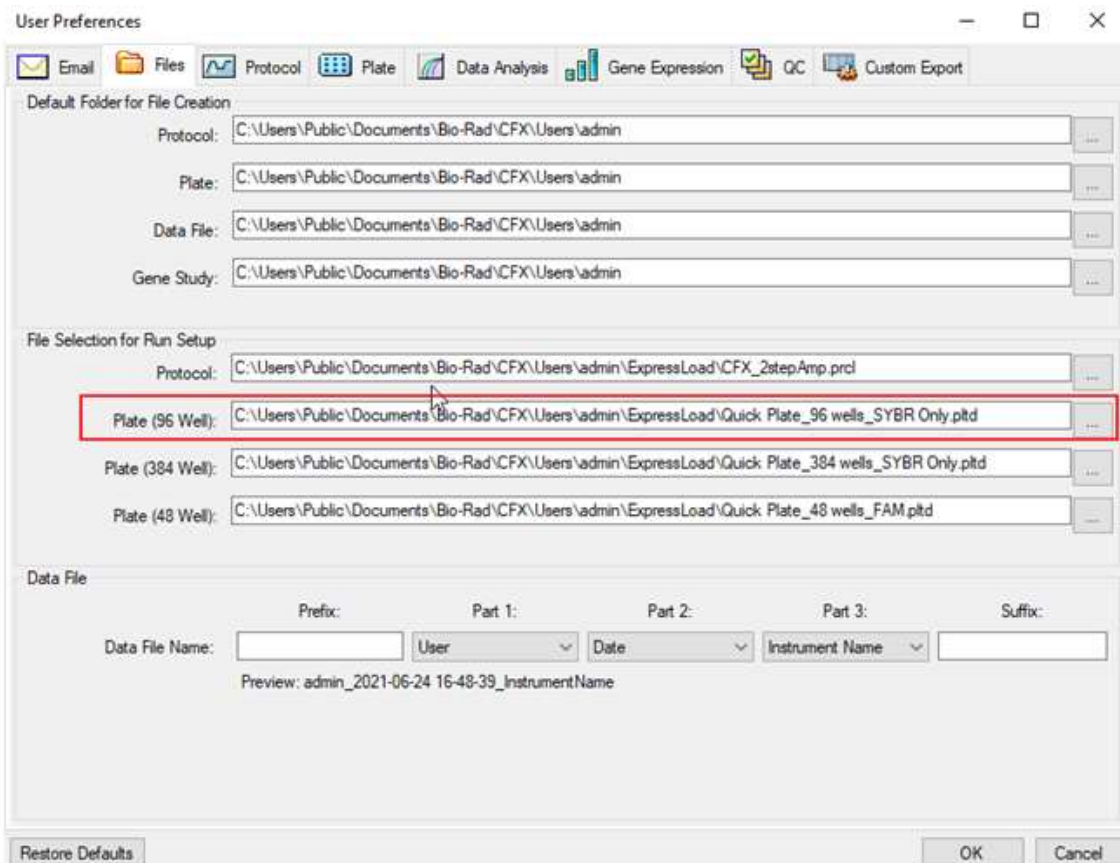 User Preferences
Email Files Protocol Plate Data Analysis Gene Expression QC Custom Export
Default Folder for File Creation
Protocol: C:\Users\Public\Documents\Bio-Rad\CFX\Users\admin ...
Plate: C:\Users\Public\Documents\Bio-Rad\CFX\Users\admin ...
Data File: C:\Users\Public\Documents\Bio-Rad\CFX\Users\admin ...
Gene Study: C:\Users\Public\Documents\Bio-Rad\CFX\Users\admin ...
File Selection for Run Setup
Protocol: C:\Users\Public\Documents\Bio-Rad\CFX\Users\admin\ExpressLoad\CFX_2stepAmp.prcl ...
Plate (96 Well): C:\Users\Public\Documents\Bio-Rad\CFX\Users\admin\ExpressLoad\Quick Plate_96 wells_SYBR Only.pltd ...
Plate (384 Well): C:\Users\Public\Documents\Bio-Rad\CFX\Users\admin\ExpressLoad\Quick Plate_384 wells_SYBR Only.pltd ...
Plate (48 Well): C:\Users\Public\Documents\Bio-Rad\CFX\Users\admin\ExpressLoad\Quick Plate_48 wells_FAM.pltd ...
Data File
Prefix: Part 1: Part 2: Part 3: Suffix:
Data File Name: User Date Instrument Name
Preview: admin_2021-06-24 16-48-39_InstrumentName
Restore Defaults OK Cancel